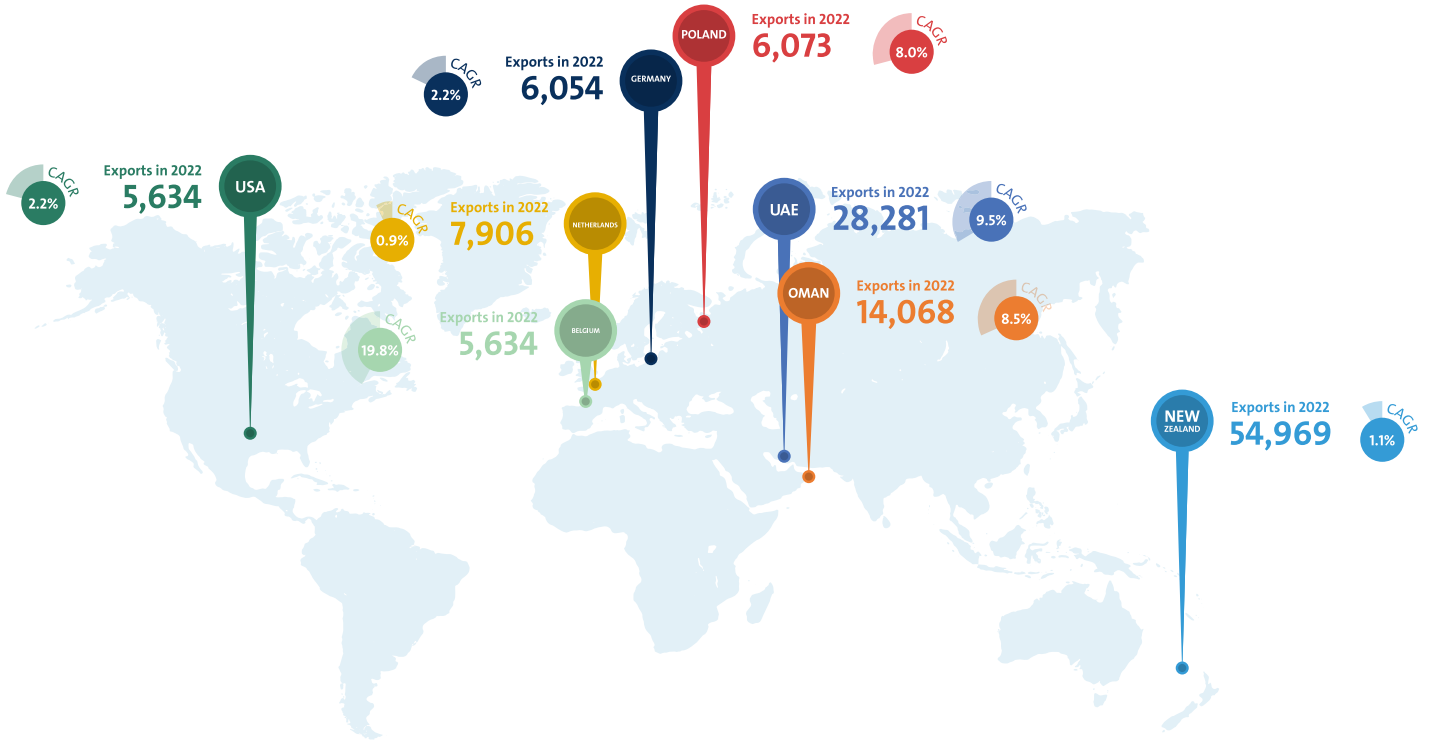 POLAND
Exports in 2022
6,073
CAGR
8.0%
GERMANY
Exports in 2022
6,054
CAGR
2.2%
USA
Exports in 2022
5,634
CAGR
2.2%
NETHERLANDS
Exports in 2022
7,906
CAGR
0.9%
UAE
Exports in 2022
28,281
CAGR
9.5%
OMAN
Exports in 2022
14,068
CAGR
8.5%
BELGIUM
Exports in 2022
5,634
CAGR
19.8%
NEW
ZEALAND
Exports in 2022
54,969
CAGR
1.1%